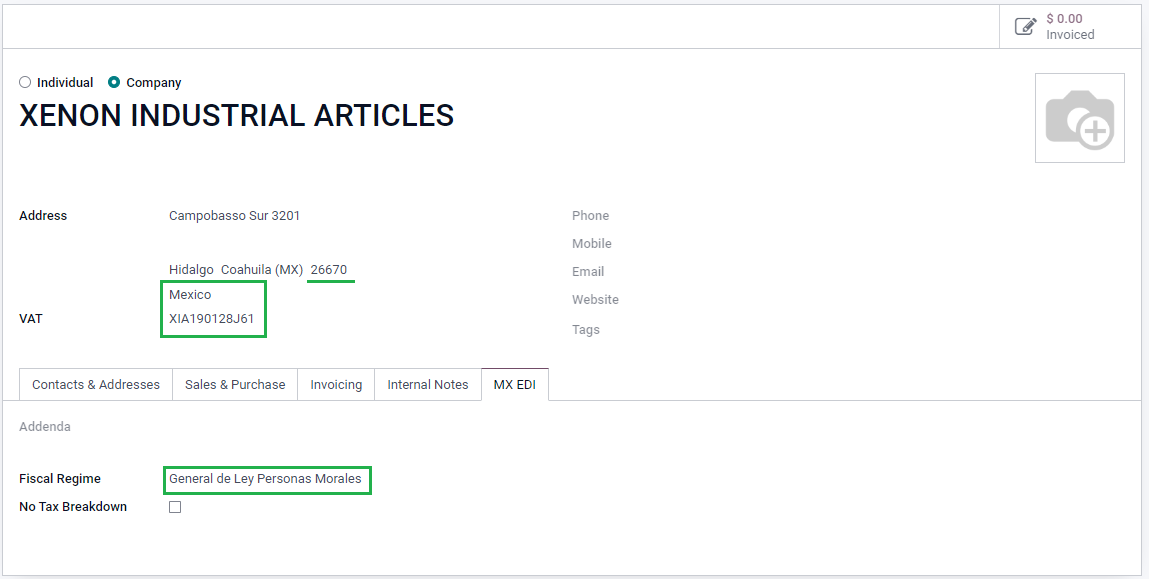 $ 0.00
Invoiced
Individual Company
XENON INDUSTRIAL ARTICLES
Address Campobasso Sur 3201 Phone
Mobile
Hidalgo Coahuila (MX) 26670 Email
Mexico Website
VAT XIA190128J61
Tags
Contacts & Addresses Sales & Purchase Invoicing Internal Notes MX EDI
Addenda
Fiscal Regime General de Ley Personas Morales
No Tax Breakdown